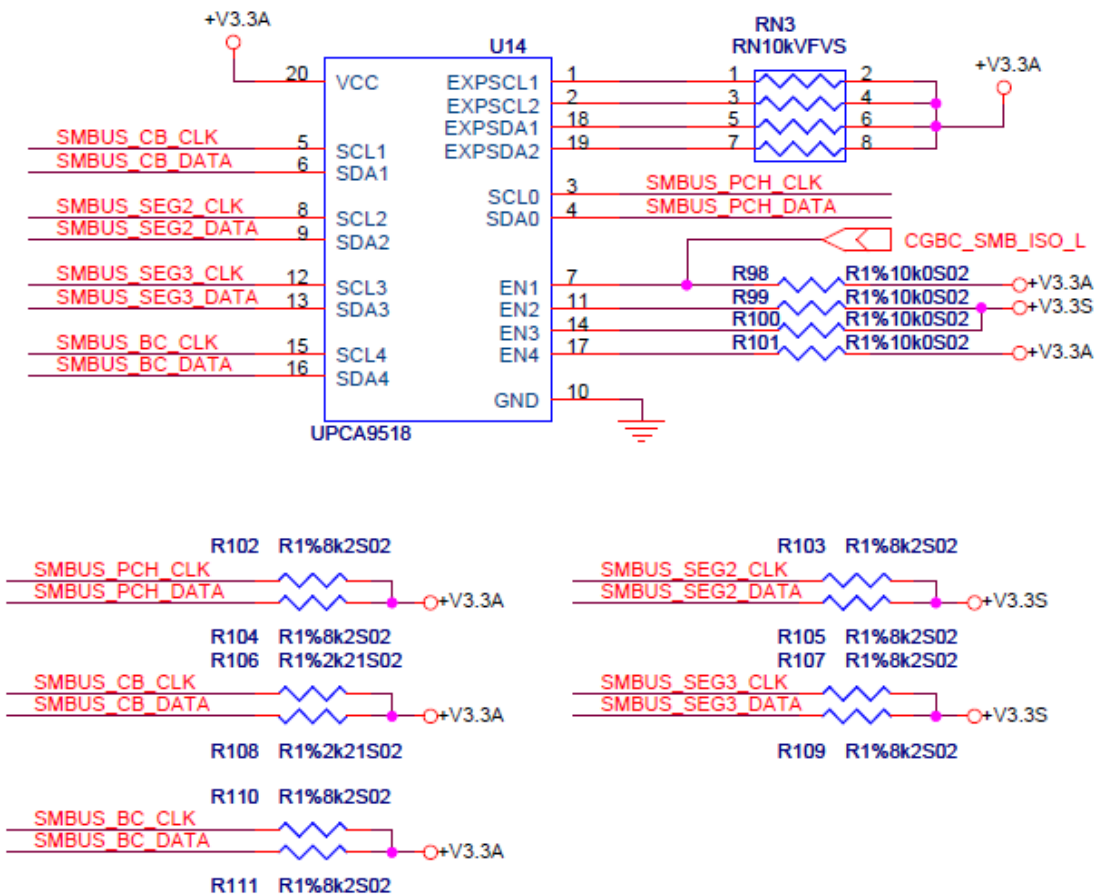 +V3.3A
RN3
U14
RN10kVFVS
+V3.3A
20 VCC EXPSCL1 1 1 2
EXPSCL2 2 3 4
EXPSDA1 18 5 6
EXPSDA2 19 7 8
SMBUS_CB_CLK 5 SCL1
SMBUS_CB_DATA 6 SDA1
SCL0 3 SMBUS_PCH_CLK
SDA0 4 SMBUS_PCH_DATA
SMBUS_SEG2_CLK 8 SCL2
SMBUS_SEG2_DATA 9 SDA2
CGBC_SMB_ISO_L
SMBUS_SEG3_CLK 12 SCL3
SMBUS_SEG3_DATA 13 SDA3
EN1 7 R98 R1%10k0S02 +V3.3A
EN2 11 R99 R1%10k0S02 +V3.3S
EN3 14 R100 R1%10k0S02
EN4 17 R101 R1%10k0S02 +V3.3A
SMBUS_BC_CLK 15 SCL4
SMBUS_BC_DATA 16 SDA4
GND 10
UPCA9518
R102 R1%8k2S02
SMBUS_PCH_CLK
SMBUS_PCH_DATA +V3.3A
R104 R1%8k2S02
R106 R1%2k21S02
SMBUS_CB_CLK
SMBUS_CB_DATA +V3.3A
R108 R1%2k21S02
R110 R1%8k2S02
SMBUS_BC_CLK
SMBUS_BC_DATA +V3.3A
R111 R1%8k2S02
R103 R1%8k2S02
SMBUS_SEG2_CLK
SMBUS_SEG2_DATA +V3.3S
R105 R1%8k2S02
R107 R1%8k2S02
SMBUS_SEG3_CLK
SMBUS_SEG3_DATA +V3.3S
R109 R1%8k2S02